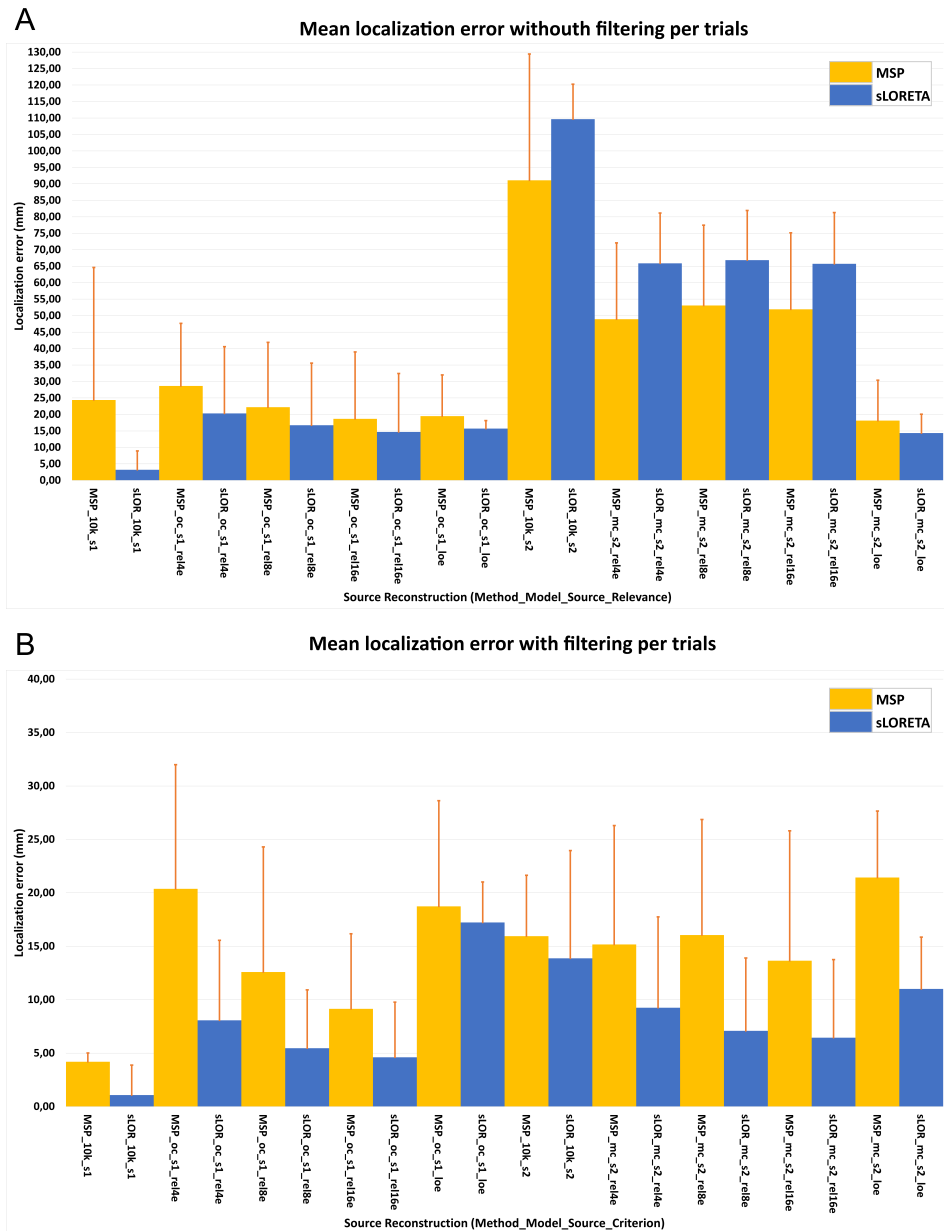 A
Mean localization error withouth filtering per trials
130,00
125,00
120,00
115,00
110,00
105,00
100,00
95,00
90,00
85,00
80,00
75,00
70,00
65,00
60,00
55,00
50,00
45,00
40,00
35,00
30,00
25,00
20,00
15,00
10,00
5,00
0,00
Localization error (mm)
MSP
sLORETA
MSP_10k_s1
sLOR_10k_s1
MSP_oc_s1_rel4e
sLOR_oc_s1_rel4e
MSP_oc_s1_rel8e
sLOR_oc_s1_rel8e
MSP_oc_s1_rel16e
sLOR_oc_s1_rel16e
MSP_oc_s1_loe
sLOR_oc_s1_loe
MSP_10k_s2
sLOR_10k_s2
MSP_mc_s2_rel4e
sLOR_mc_s2_rel4e
MSP_mc_s2_rel8e
sLOR_mc_s2_rel8e
MSP_mc_s2_rel16e
sLOR_mc_s2_rel16e
MSP_mc_s2_loe
sLOR_mc_s2_loe
Source Reconstruction (Method_Model_Source_Relevance)
B
Mean localization error with filtering per trials
40,00
35,00
30,00
25,00
20,00
15,00
10,00
5,00
0,00
Localization error (mm)
MSP
sLORETA
MSP_10k_s1
sLOR_10k_s1
MSP_oc_s1_rel4e
sLOR_oc_s1_rel4e
MSP_oc_s1_rel8e
sLOR_oc_s1_rel8e
MSP_oc_s1_rel16e
sLOR_oc_s1_rel16e
MSP_oc_s1_loe
sLOR_oc_s1_loe
MSP_10k_s2
sLOR_10k_s2
MSP_mc_s2_rel4e
sLOR_mc_s2_rel4e
MSP_mc_s2_rel8e
sLOR_mc_s2_rel8e
MSP_mc_s2_rel16e
sLOR_mc_s2_rel16e
MSP_mc_s2_loe
sLOR_mc_s2_loe
Source Reconstruction (Method_Model_Source_Criterion)